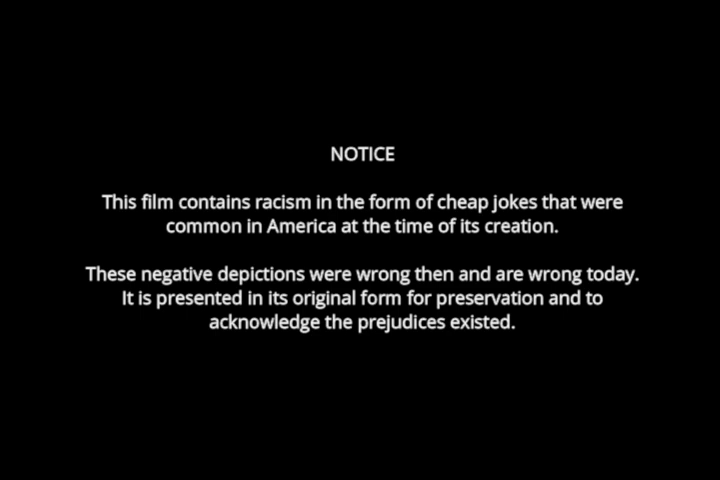 NOTICE
This film contains racism in the form of cheap jokes that were
common in America at the time of its creation.
These negative depictions were wrong then and are wrong today.
It is presented in its original form for preservation and to
acknowledge the prejudices existed.